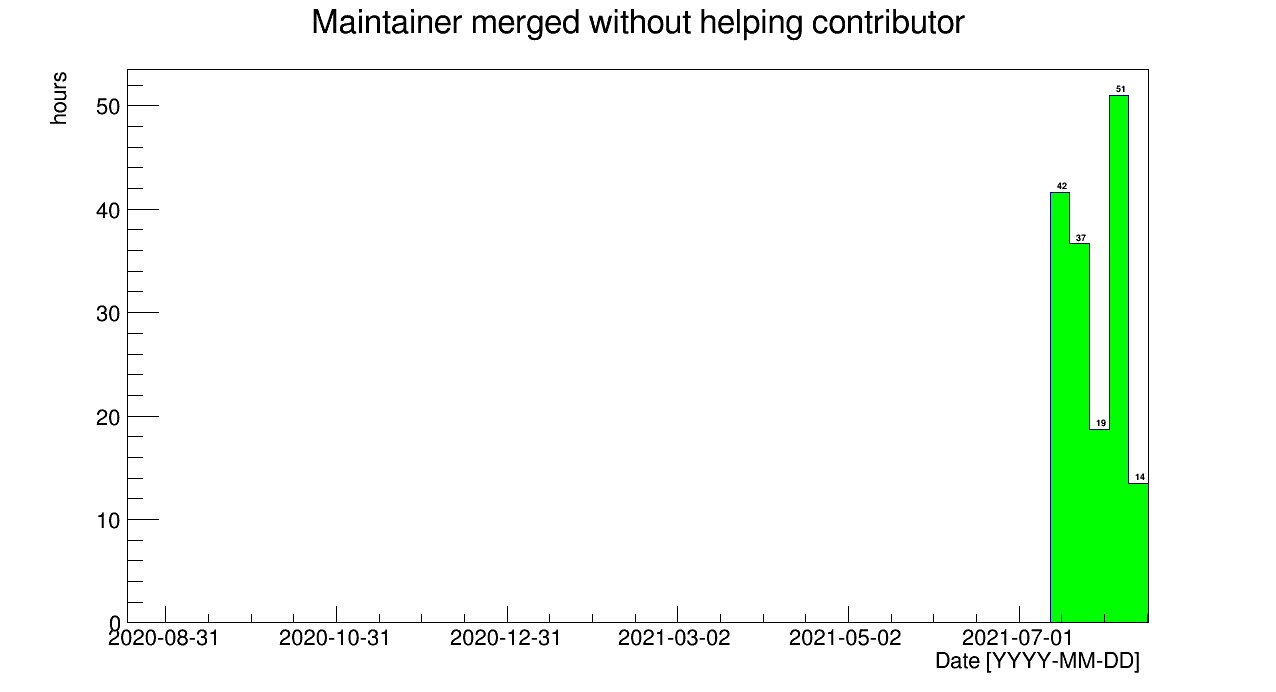 Maintainer merged without helping contributor
hours
50
40
30
20
10
0
51
42
37
19
14
2020-08-31 2020-10-31 2020-12-31 2021-03-02 2021-05-02 2021-07-01
Date [YYYY-MM-DD]